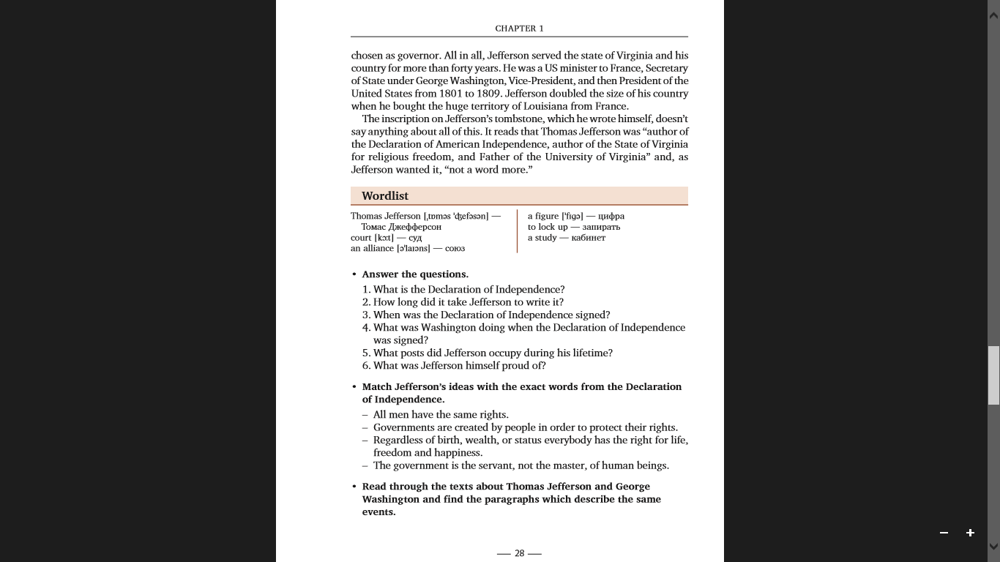 CHAPTER 1
chosen as governor. All in all, Jefferson served the state of Virginia and his
country for more than forty years. He was a US minister to France, Secretary
of State under George Washington, Vice-President, and then President of the
United States from 1801 to 1809. Jefferson doubled the size of his country
when he bought the huge territory of Louisiana from France.
The inscription on Jefferson's tombstone, which he wrote himself, doesn't
say anything about all of this. It reads that Thomas Jefferson was “author of
the Declaration of American Independence, author of the State of Virginia
for religious freedom, and Father of the University of Virginia” and, as
Jefferson wanted it, “not a word more.”
Wordlist
Thomas Jefferson [ˌtɒməs ˈʤefəsən] —
Томас Джефферсон
court [kɔ:t] — суд
an alliance [əˈlaɪəns] — союз
a figure [ˈfɪgə] — цифра
to lock up — запирать
a study — кабинет
• Answer the questions.
1. What is the Declaration of Independence?
2. How long did it take Jefferson to write it?
3. When was the Declaration of Independence signed?
4. What was Washington doing when the Declaration of Independence
was signed?
5. What posts did Jefferson occupy during his lifetime?
6. What was Jefferson himself proud of?
• Match Jefferson's ideas with the exact words from the Declaration
of Independence.
– All men have the same rights.
– Governments are created by people in order to protect their rights.
– Regardless of birth, wealth, or status everybody has the right for life,
freedom and happiness.
– The government is the servant, not the master, of human beings.
• Read through the texts about Thomas Jefferson and George
Washington and find the paragraphs which describe the same
events.
— 28 —